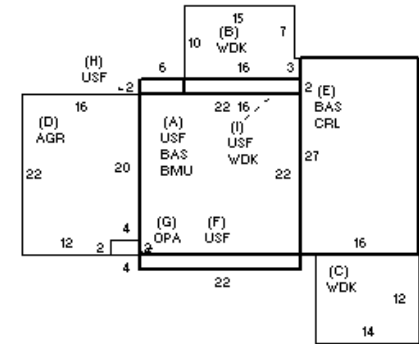 15
(B)
WDK
10
7
(H)
USF
6
16
3
2
2
(E)
BAS
CRL
16
(D)
AGR
22
(A)
USF
BAS
BMU
22
16
(I)
USF
WDK
20
22
27
4
(G)
OPA
(F)
USF
12
2
2
16
4
22
(C)
WDK
12
14